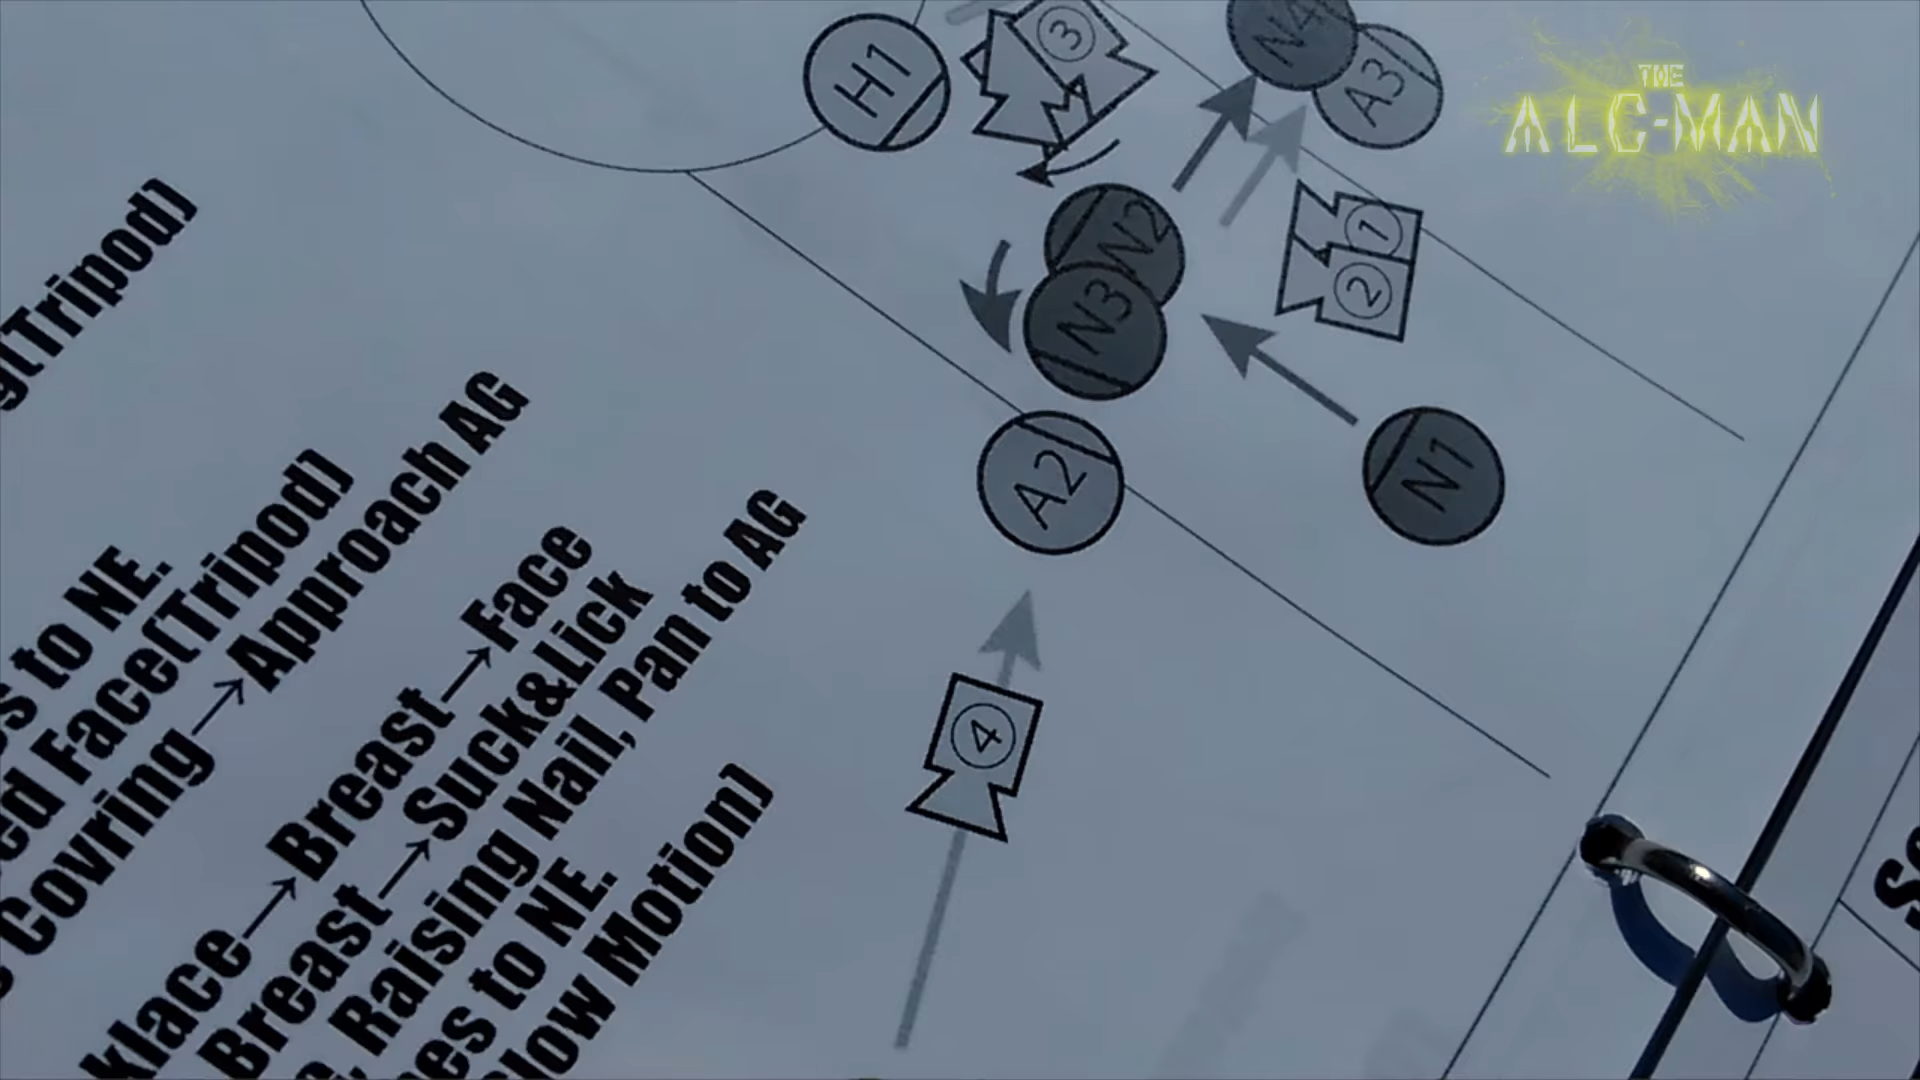 THE
ALC-MAN
H1
3
N4
A3
N2
N3
1
2
A2
N1
4
(Tripod)
s to NE.
ed Face(Tripod)
Covring→Approach AG
klace→Breast→Face
Breast→Suck&Lick
Raising Nail, Pan to AG
es to NE.
low Motion)